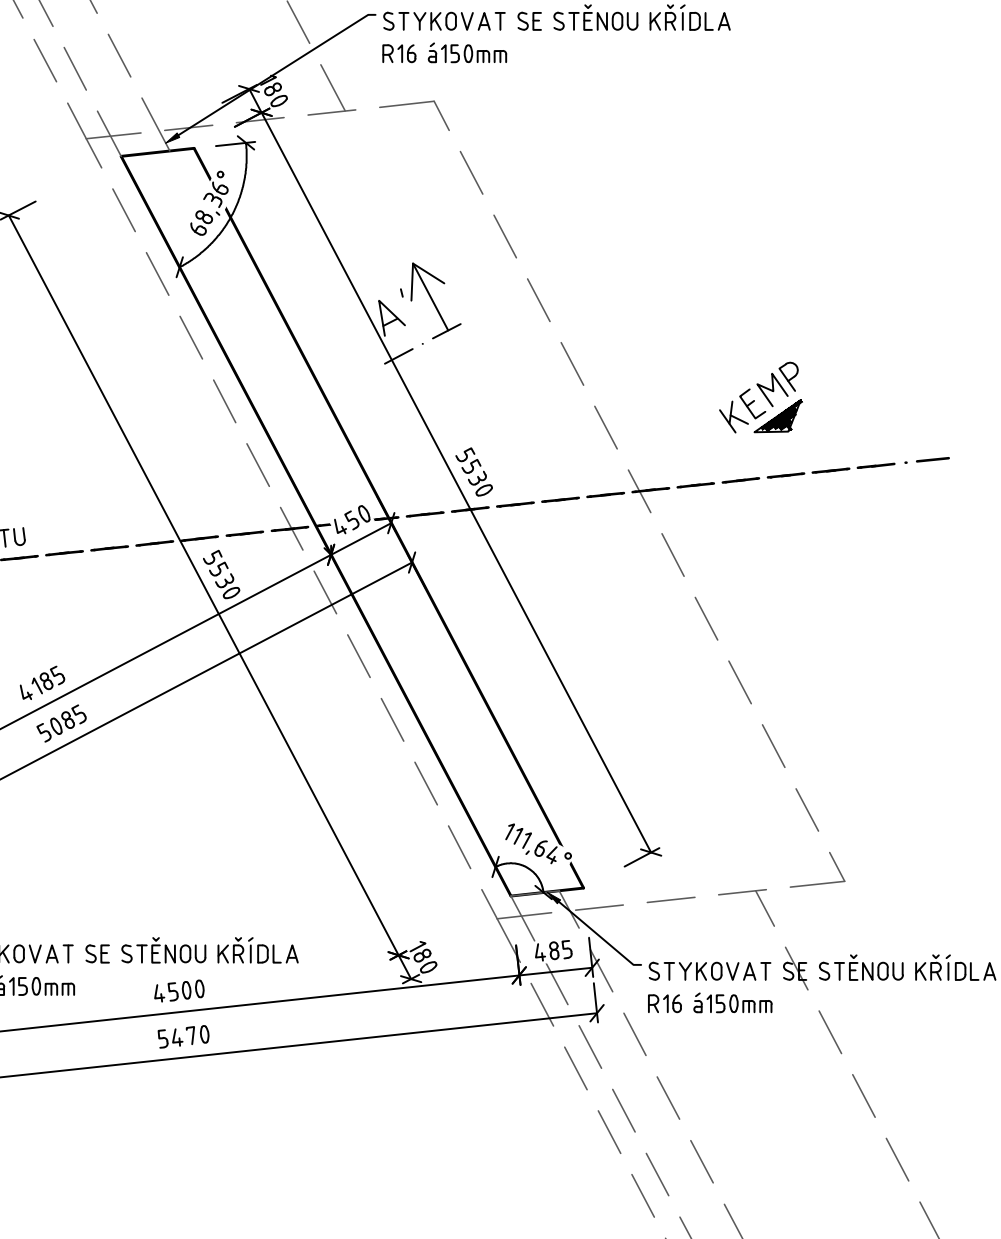 STYKOVAT SE STĚNOU KŘÍDLA
R16 á150mm
180
68,36°
A'
KEMP
5530
450
TU
5530
4185
5085
111,64°
KOVAT SE STĚNOU KŘÍDLA
á150mm
180
485
STYKOVAT SE STĚNOU KŘÍDLA
R16 á150mm
4500
5470